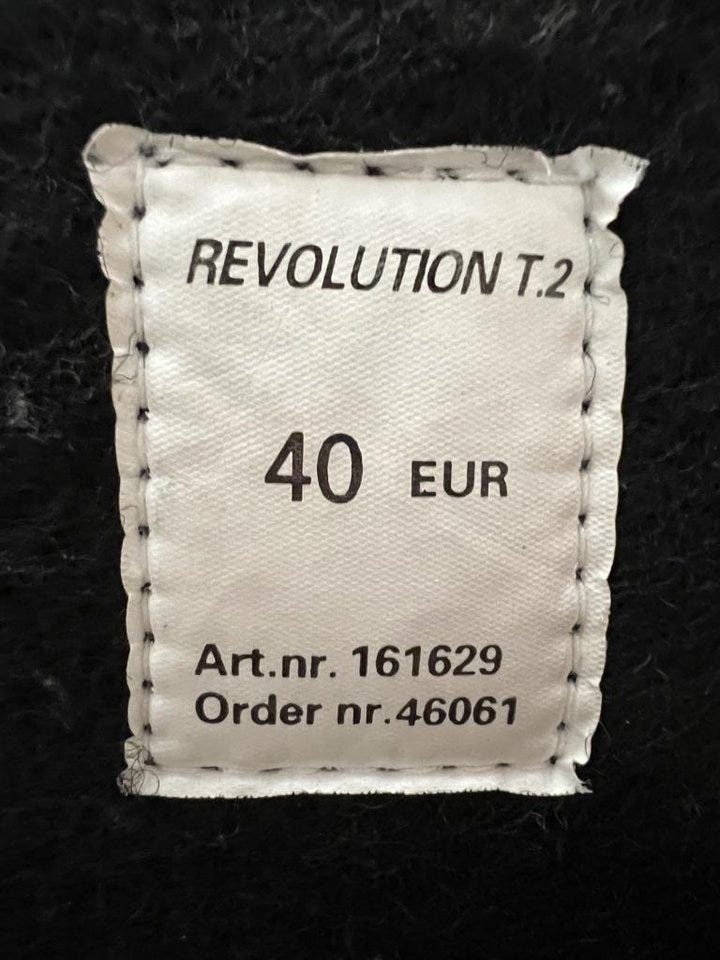 REVOLUTION T.2
40 EUR
Art.nr. 161629
Order nr.46061